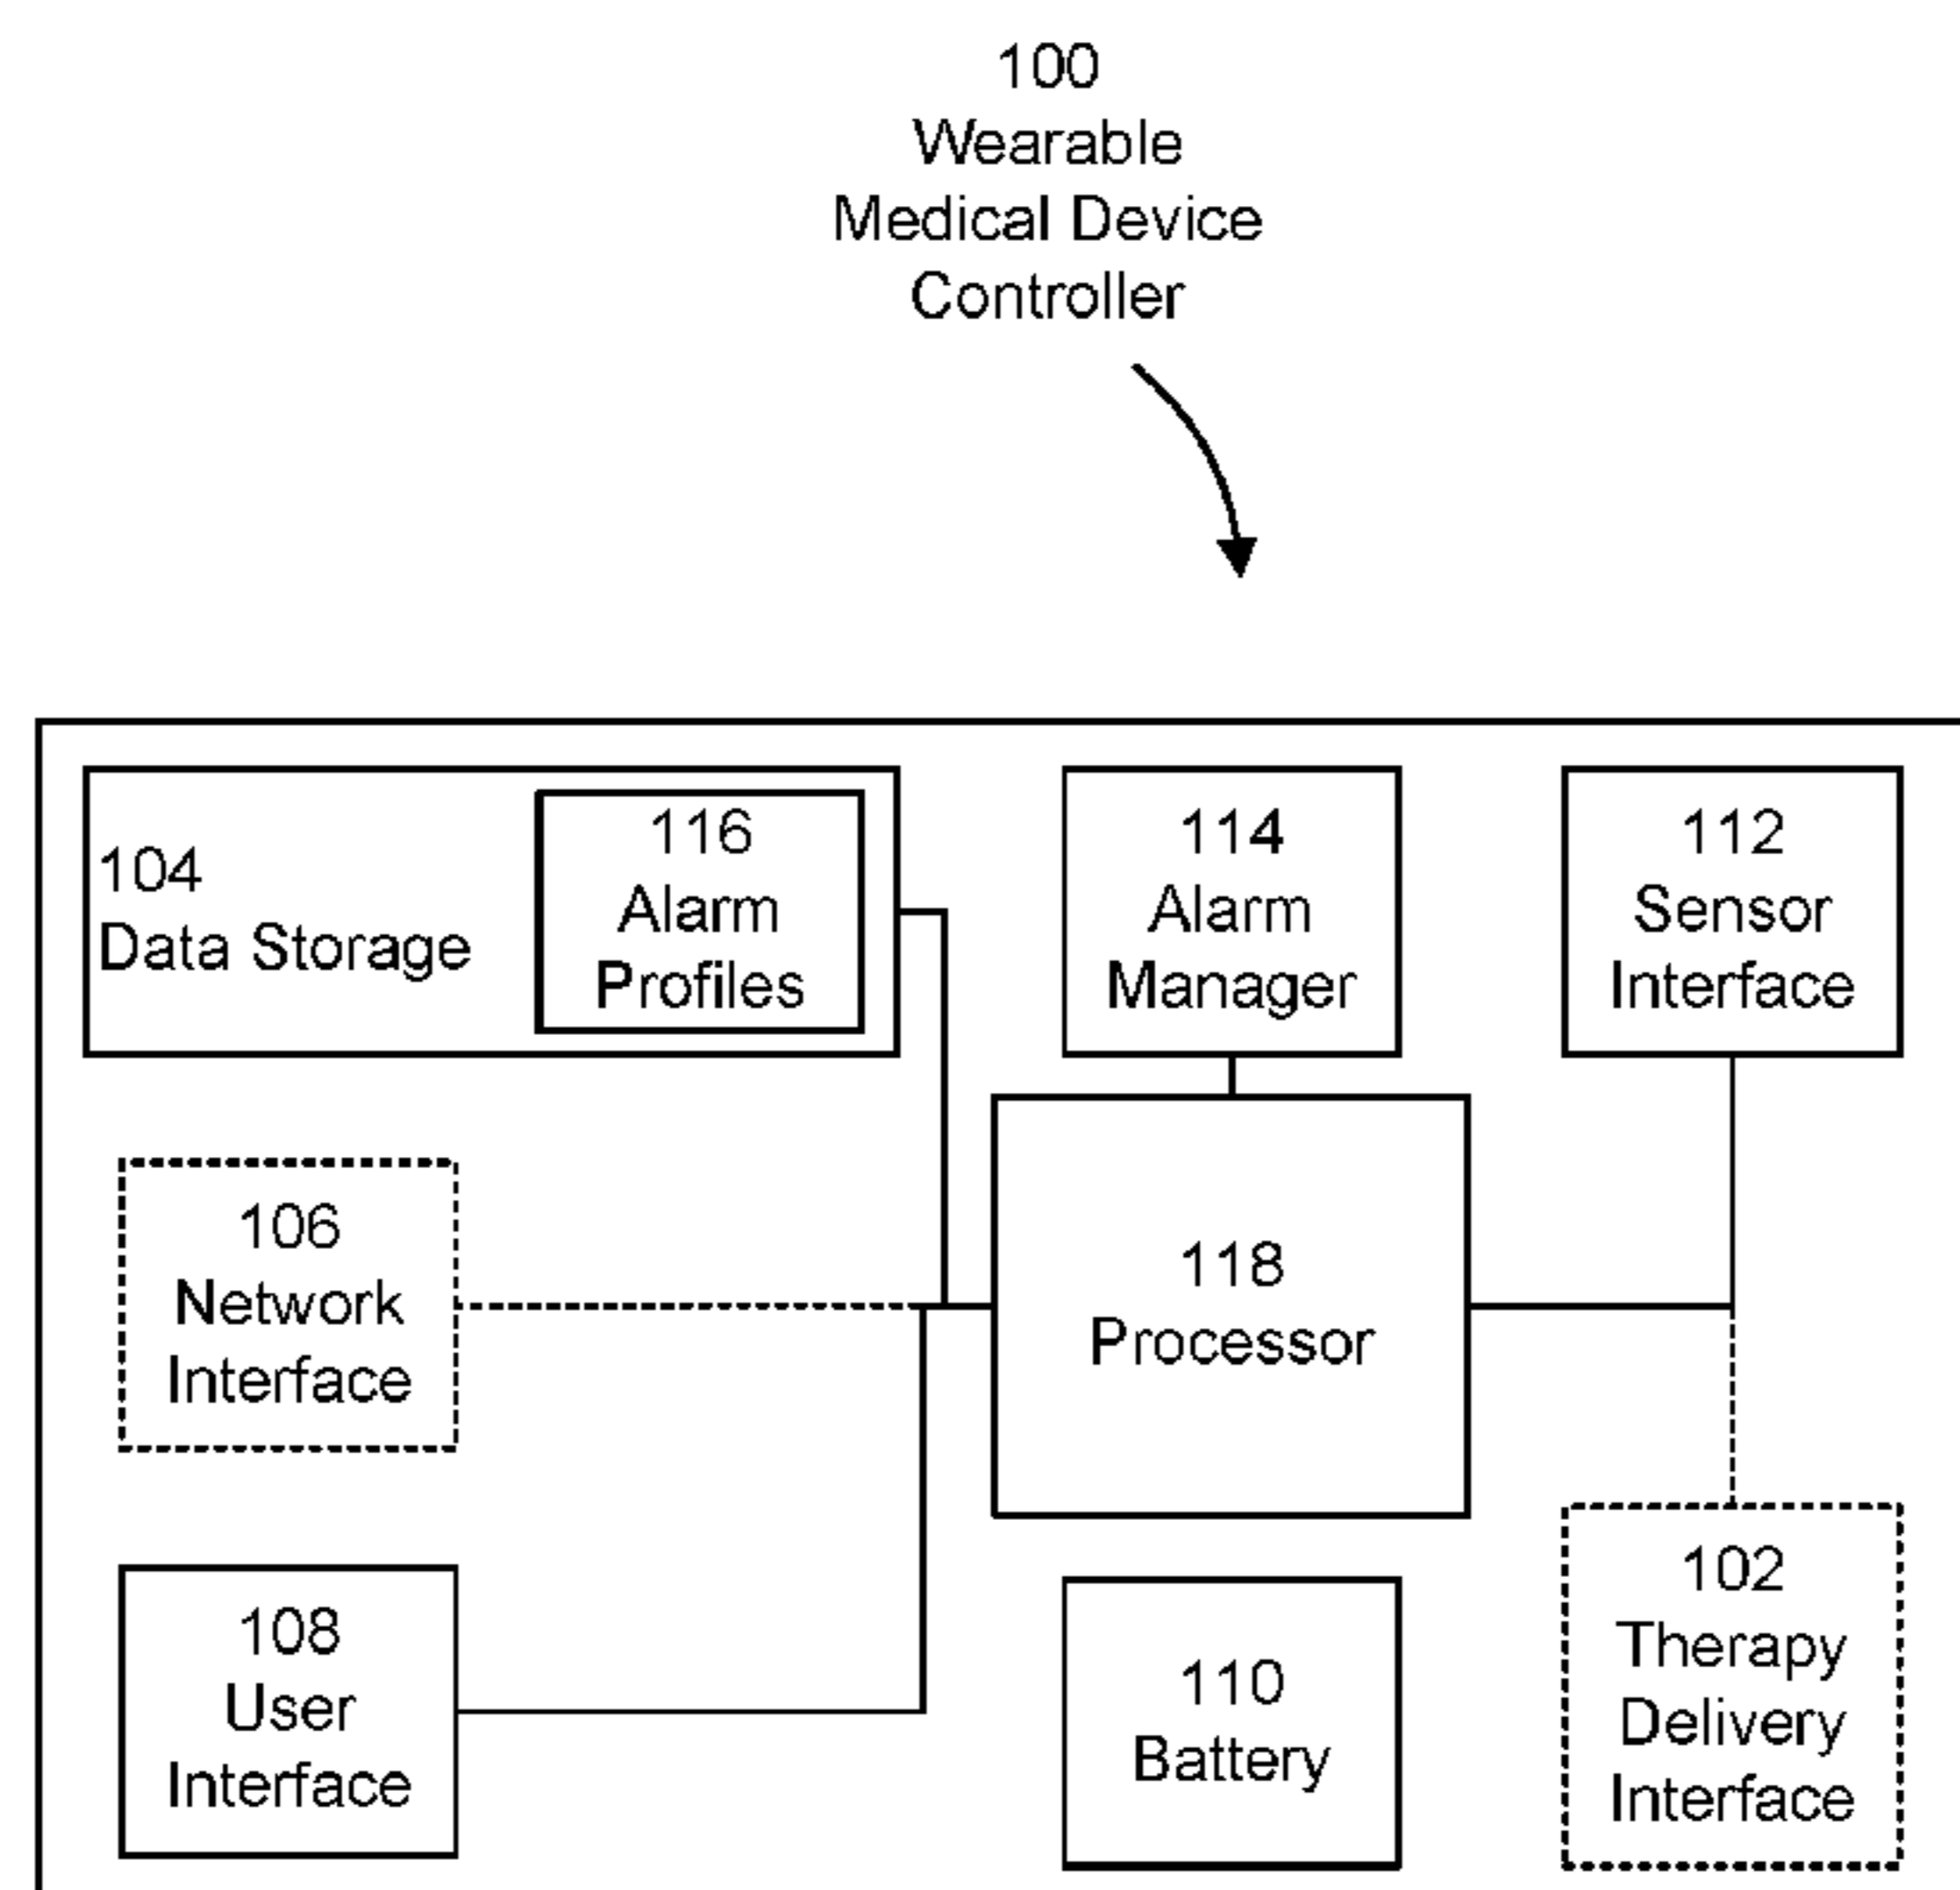 100
Wearable
Medical Device
Controller
104
Data Storage
116
Alarm
Profiles
114
Alarm
Manager
112
Sensor
Interface
106
Network
Interface
118
Processor
108
User
Interface
110
Battery
102
Therapy
Delivery
Interface